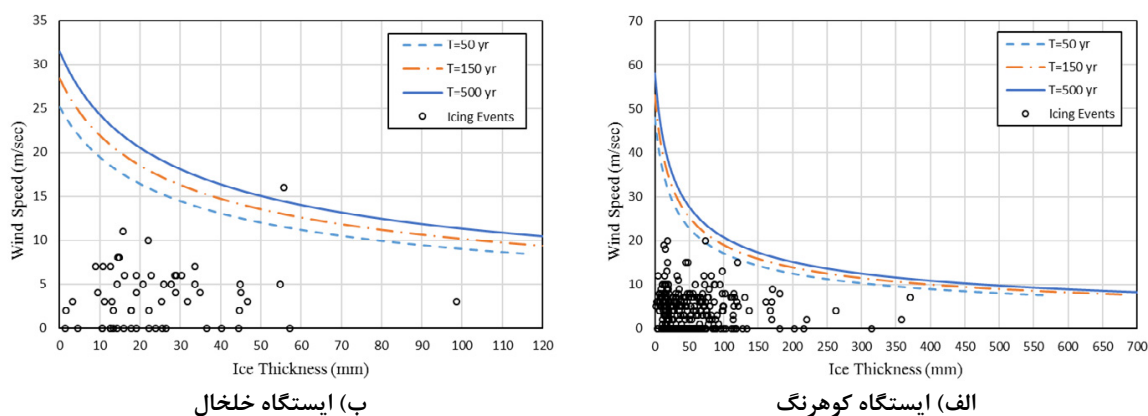 35
30
25
20
15
10
5
0
Wind Speed (m/sec)
T=50 yr
T=150 yr
T=500 yr
Icing Events
0 10 20 30 40 50 60 70 80 90 100 110 120
Ice Thickness (mm)
ب) ایستگاه خلخال
70
60
50
40
30
20
10
0
Wind Speed (m/sec)
T=50 yr
T=150 yr
T=500 yr
Icing Events
0 50 100 150 200 250 300 350 400 450 500 550 600 650 700
Ice Thickness (mm)
الف) ایستگاه کوهرنگ